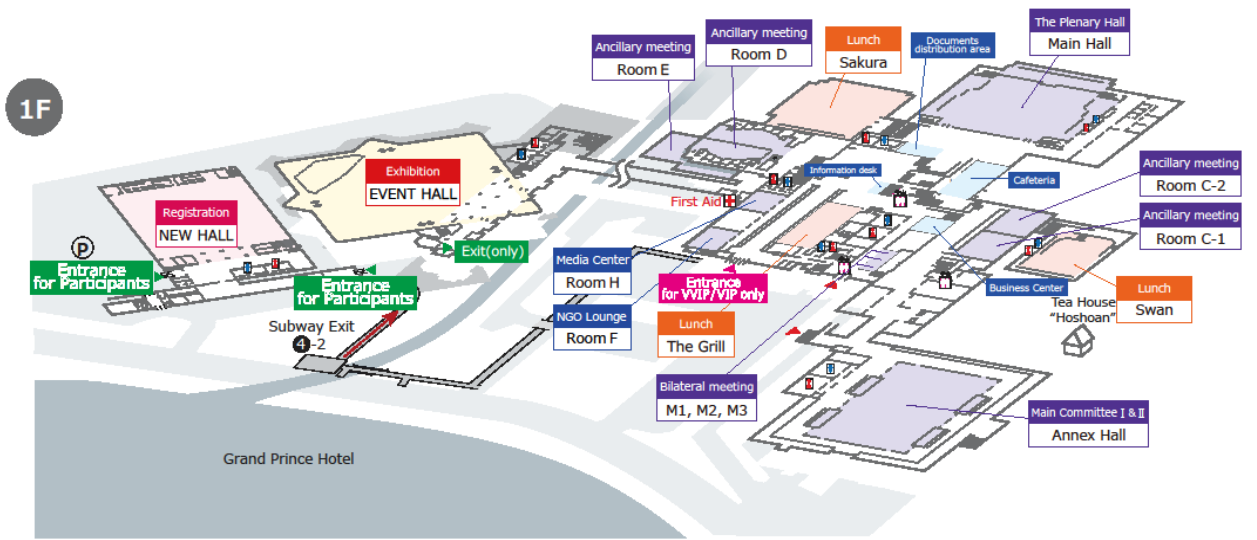 1F
Ancillary meeting
Room E
Ancillary meeting
Room D
Lunch
Sakura
Documents
distribution area
The Plenary Hall
Main Hall
Exhibition
EVENT HALL
Registration
NEW HALL
P
Entrance
for Participants
Entrance
for Participants
Exit(only)
Subway Exit
4-2
First Aid
Information desk
Cafeteria
Ancillary meeting
Room C-2
Ancillary meeting
Room C-1
Media Center
Room H
NGO Lounge
Room F
Entrance
for VVIP/VIP only
Lunch
The Grill
Bilateral meeting
M1, M2, M3
Business Center
Lunch
Swan
Tea House
"Hoshoan"
Main Committee Ⅰ & Ⅱ
Annex Hall
Grand Prince Hotel